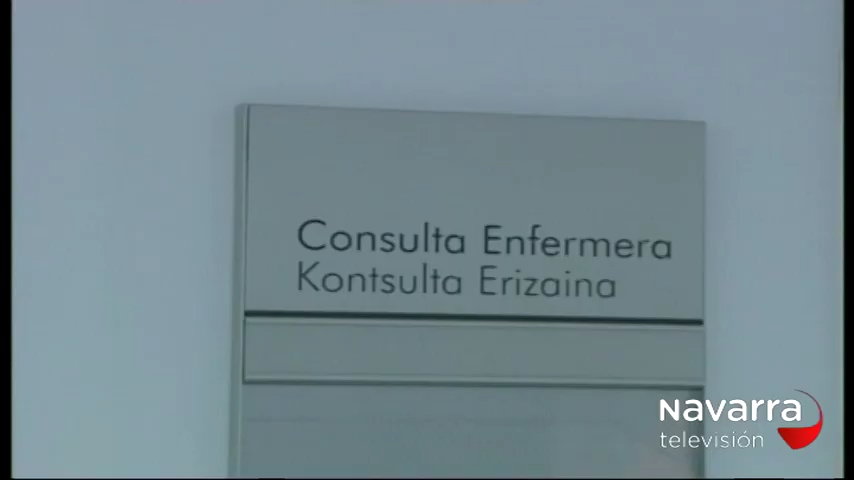 Consulta Enfermera
Kontsulta Erizaina
Navarra
televisión